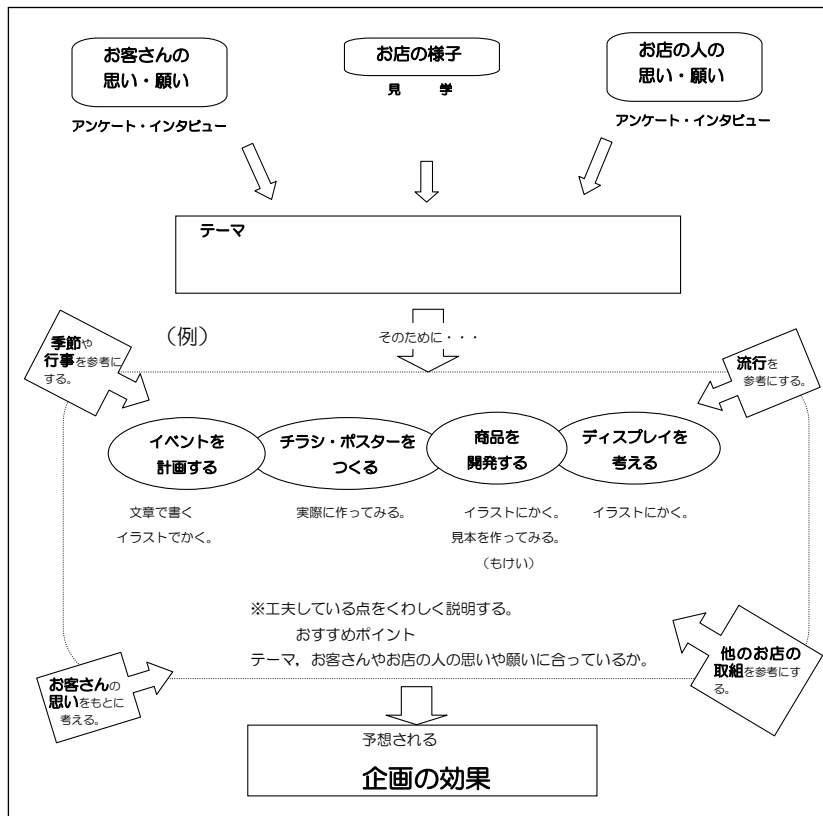 お客さんの
思い・願い
アンケート・インタビュー
お店の様子
見　学
お店の人の
思い・願い
アンケート・インタビュー
テーマ
そのために・・・
（例）
季節や
行事を参考に
する。
流行を
参考にする。
イベントを
計画する
チラシ・ポスターを
つくる
商品を
開発する
ディスプレイを
考える
文章で書く
イラストでかく。
実際に作ってみる。
イラストにかく。
見本を作ってみる。
（もけい）
イラストにかく。
※工夫している点をくわしく説明する。
おすすめポイント
テーマ，お客さんやお店の人の思いや願いに合っているか。
お客さんの
思いをもとに
考える。
他のお店の
取組を参考にす
る。
予想される
企画の効果